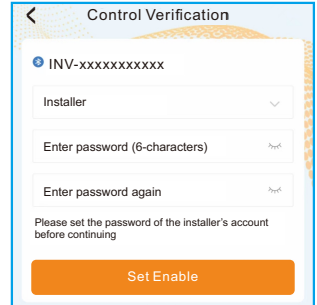 Control Verification
INV-xxxxxxxxxxx
Installer
Enter password (6-characters)
Enter password again
Please set the password of the installer's account
before continuing
Set Enable